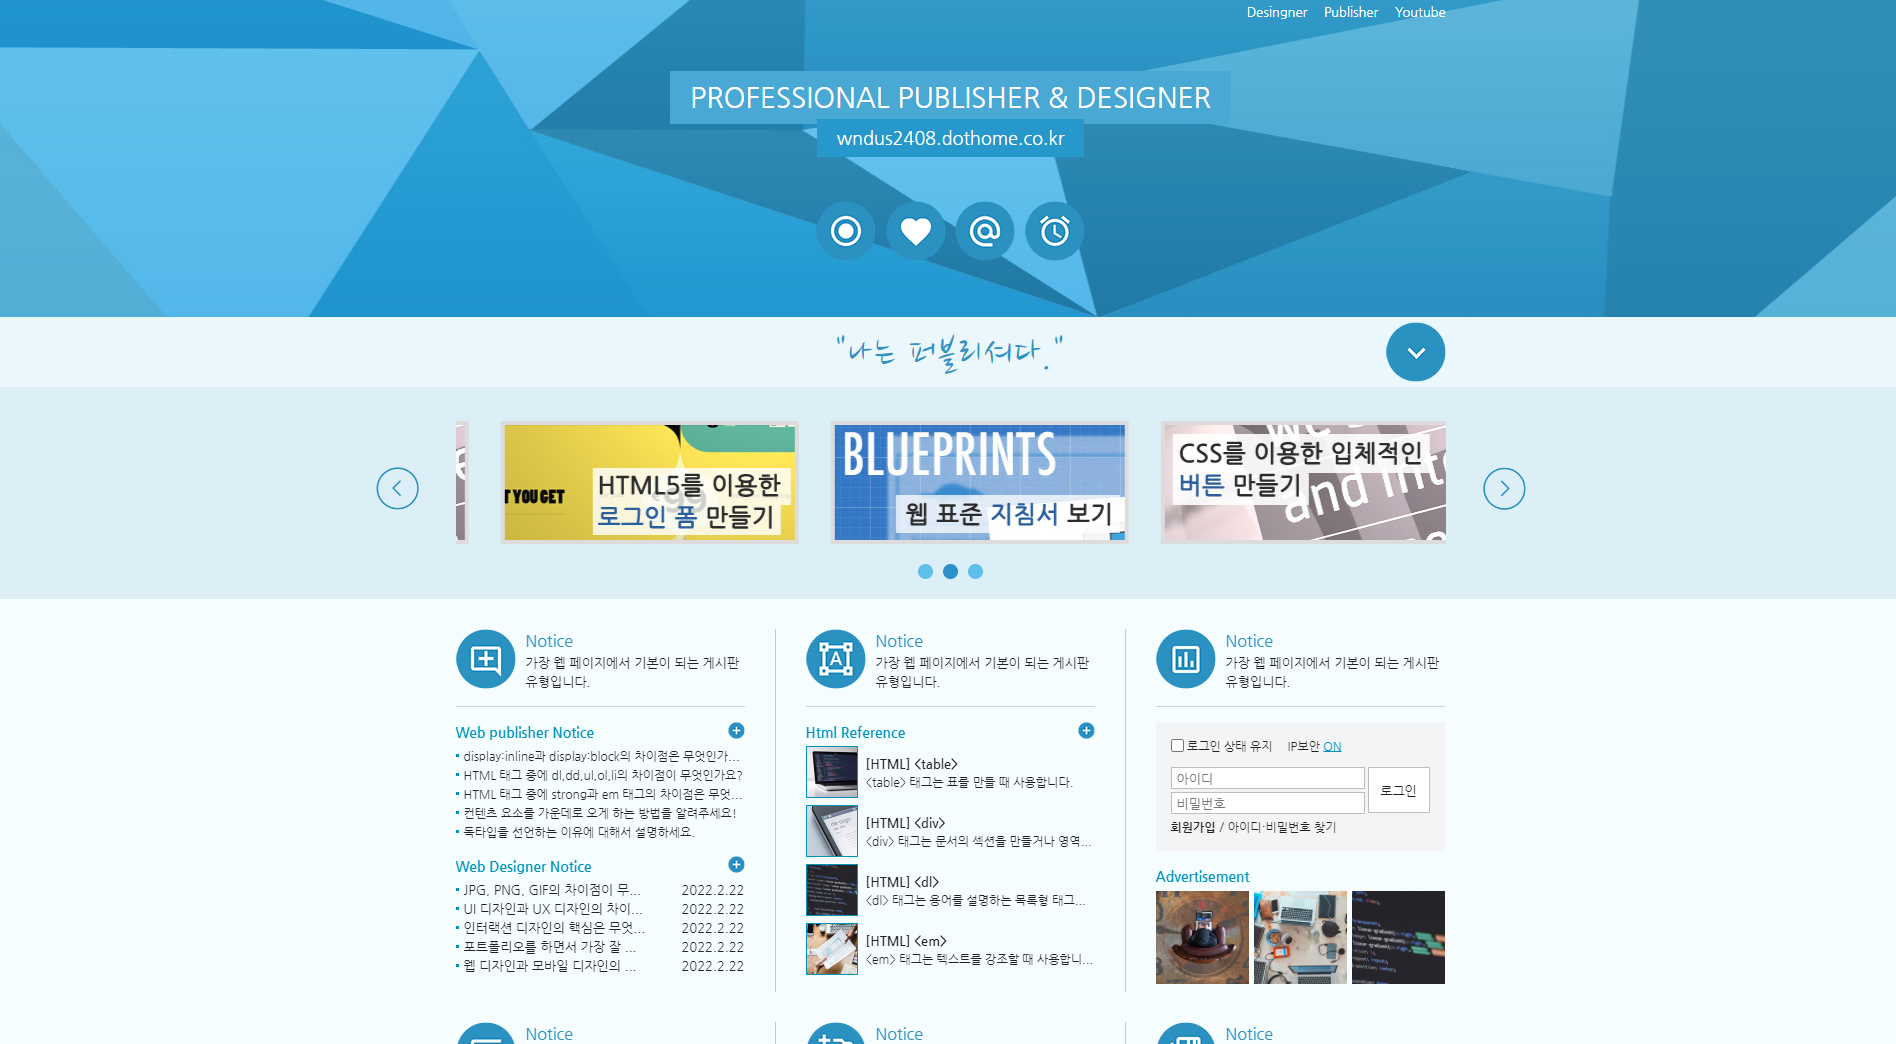 Desingner Publisher Youtube
PROFESSIONAL PUBLISHER & DESIGNER
wndus2408.dothome.co.kr
"나는 퍼블리셔다."
T YOU GET
HTML5를 이용한
로그인 폼 만들기
BLUEPRINTS
웹 표준 지침서 보기
CSS를 이용한 입체적인
버튼 만들기
and int
Notice
가장 웹 페이지에서 기본이 되는 게시판
유형입니다.
Web publisher Notice
display:inline과 display:block의 차이점은 무엇인가...
HTML 태그 중에 dl,dd,ul,ol,li의 차이점이 무엇인가요?
HTML 태그 중에 strong과 em 태그의 차이점은 무엇...
컨텐츠 요소를 가운데로 오게 하는 방법을 알려주세요!
독타입을 선언하는 이유에 대해서 설명하세요.
Web Designer Notice
JPG, PNG, GIF의 차이점이 무... 2022.2.22
UI 디자인과 UX 디자인의 차이... 2022.2.22
인터랙션 디자인의 핵심은 무엇... 2022.2.22
포트폴리오를 하면서 가장 잘 ... 2022.2.22
웹 디자인과 모바일 디자인의 ... 2022.2.22
Notice
가장 웹 페이지에서 기본이 되는 게시판
유형입니다.
Html Reference
[HTML] <table>
<table> 태그는 표를 만들 때 사용합니다.
[HTML] <div>
<div> 태그는 문서의 섹션을 만들거나 영역...
[HTML] <dl>
<dl> 태그는 용어를 설명하는 목록형 태그...
[HTML] <em>
<em> 태그는 텍스트를 강조할 때 사용합니...
Notice
가장 웹 페이지에서 기본이 되는 게시판
유형입니다.
로그인 상태 유지 IP보안 ON
아이디
비밀번호
로그인
회원가입 / 아이디·비밀번호 찾기
Advertisement
Notice
Notice
Notice